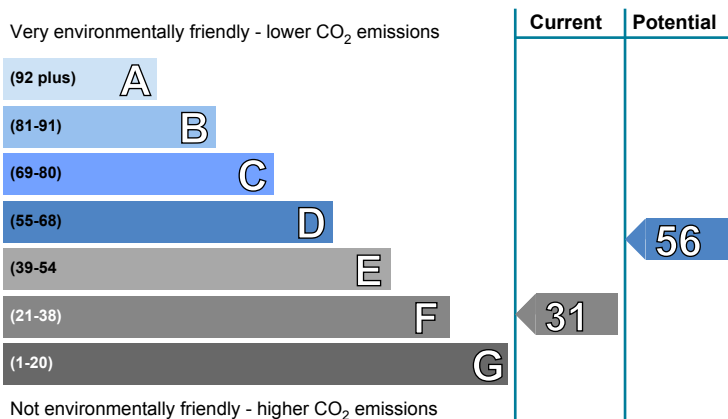 Current Potential
Very environmentally friendly - lower CO₂ emissions
(92 plus) A
(81-91) B
(69-80) C
(55-68) D
56
(39-54 E
(21-38) F
31
(1-20) G
Not environmentally friendly - higher CO₂ emissions